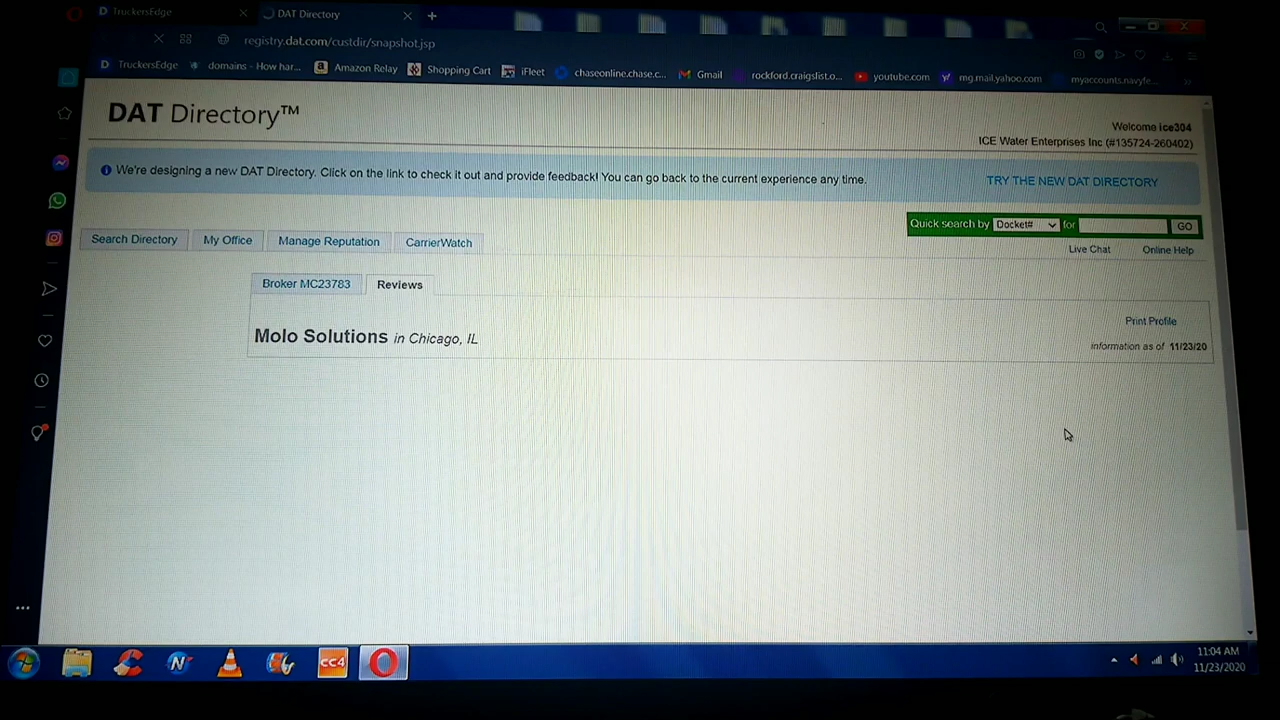 TruckersEdge
DAT Directory
registry.dat.com/custdir/snapshot.jsp
TruckersEdge
domains - How har...
Amazon Relay
Shopping Cart
iFleet
chaseonline.chase.c...
Gmail
rockford.craigslist.o...
youtube.com
mg.mail.yahoo.com
myaccounts.navyfe...
DAT Directory™
Welcome ice304
ICE Water Enterprises Inc (#135724-260402)
We're designing a new DAT Directory. Click on the link to check it out and provide feedback! You can go back to the current experience any time.
TRY THE NEW DAT DIRECTORY
Quick search by Docket# for GO
Search Directory My Office Manage Reputation CarrierWatch
Live Chat Online Help
Broker MC23783 Reviews
Print Profile
Molo Solutions in Chicago, IL
information as of 11/23/20
CC4
11:04 AM
11/23/2020